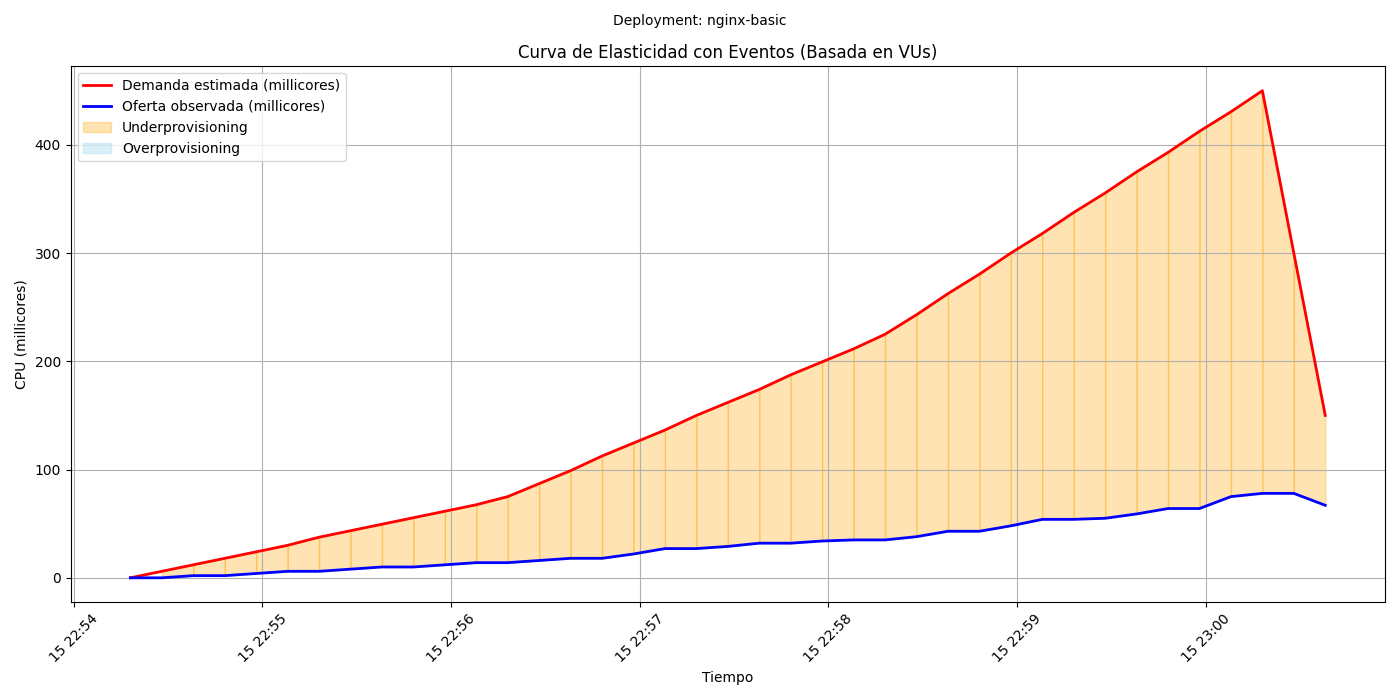 Deployment: nginx-basic
Curva de Elasticidad con Eventos (Basada en VUs)
Demanda estimada (millicores)
Oferta observada (millicores)
Underprovisioning
Overprovisioning
CPU (millicores)
400
300
200
100
0
15 22:54
15 22:55
15 22:56
15 22:57
15 22:58
15 22:59
15 23:00
Tiempo